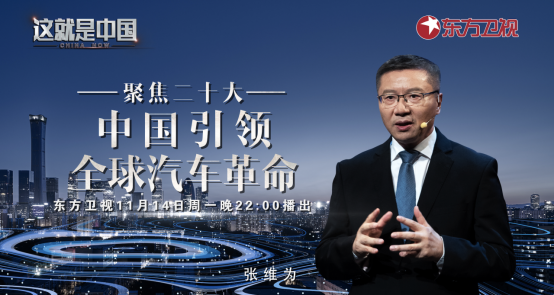 这就是中国
CHINA NOW
东方卫视
聚焦二十大
中国引领
全球汽车革命
东方卫视11月14日周一晚22:00播出
张维为